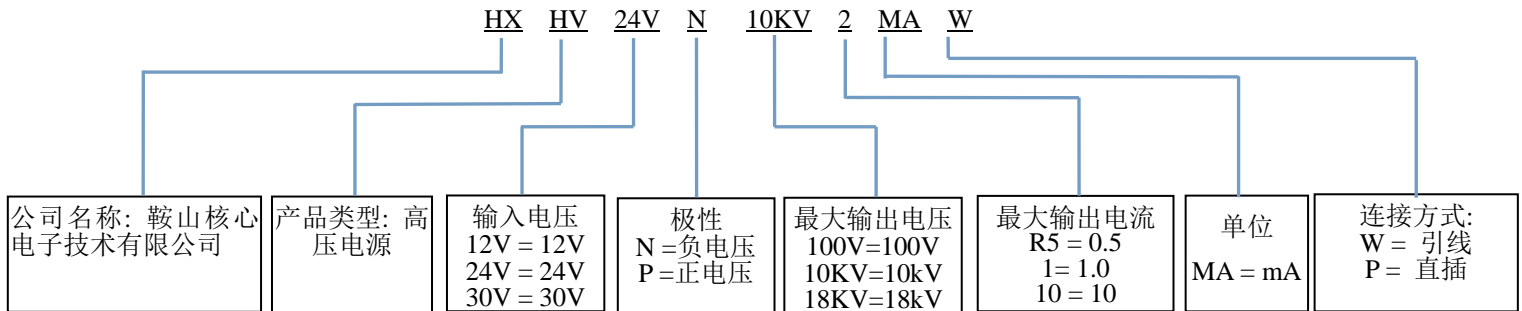 HX HV 24V N 10KV 2 MA W
公司名称: 鞍山核心
电子技术有限公司
产品类型: 高
压电源
输入电压
12V = 12V
24V = 24V
30V = 30V
极性
N =负电压
P =正电压
最大输出电压
100V=100V
10KV=10kV
18KV=18kV
最大输出电流
R5 = 0.5
1= 1.0
10 = 10
单位
MA = mA
连接方式:
W = 引线
P = 直插